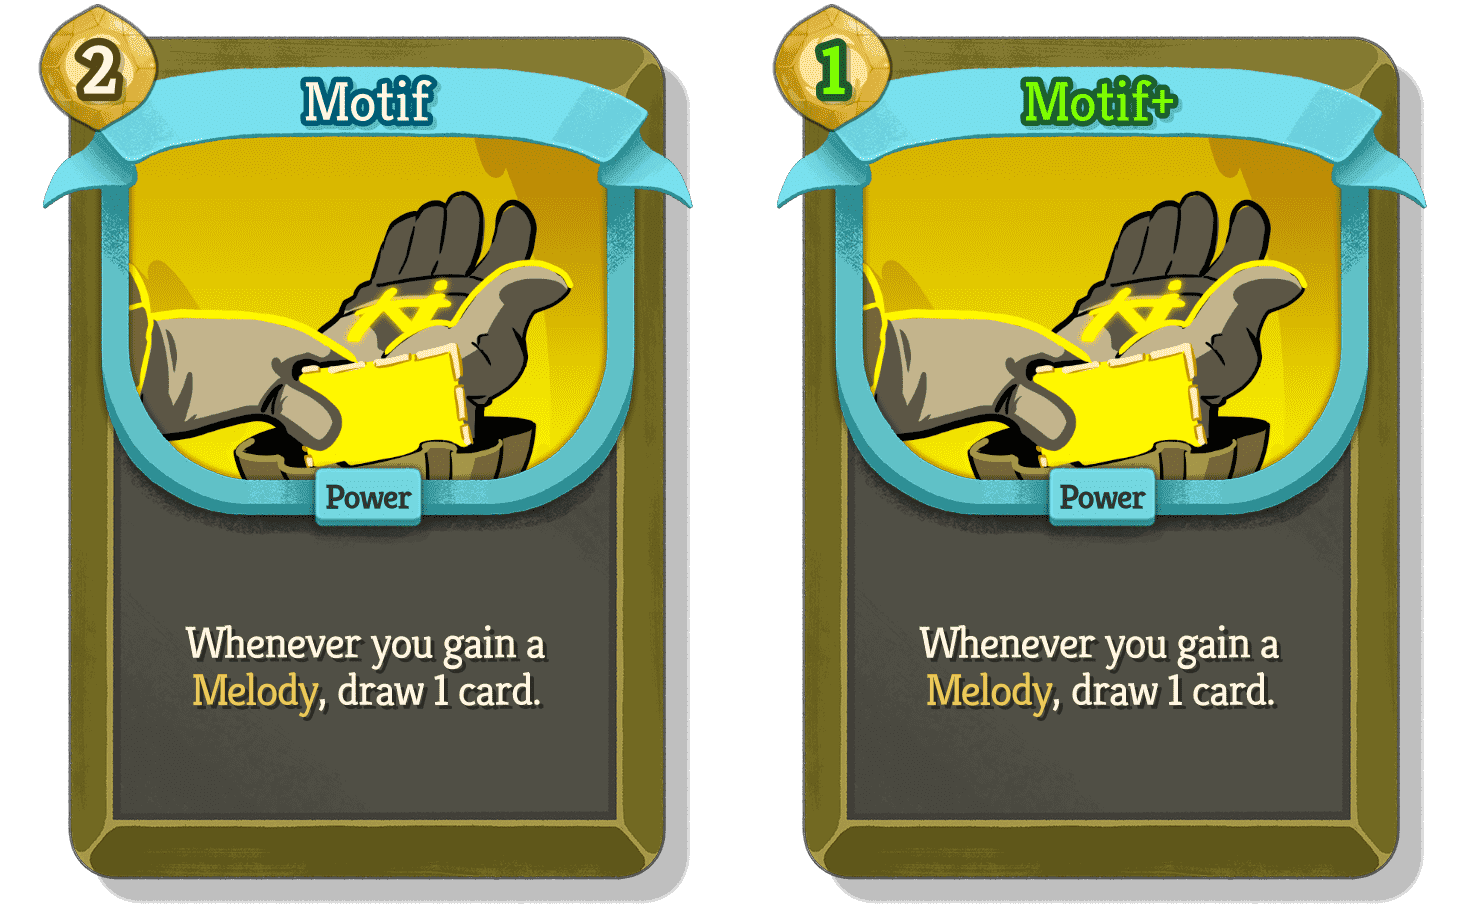 2
Motif
Power
Whenever you gain a
Melody, draw 1 card.
1
Motif+
Power
Whenever you gain a
Melody, draw 1 card.